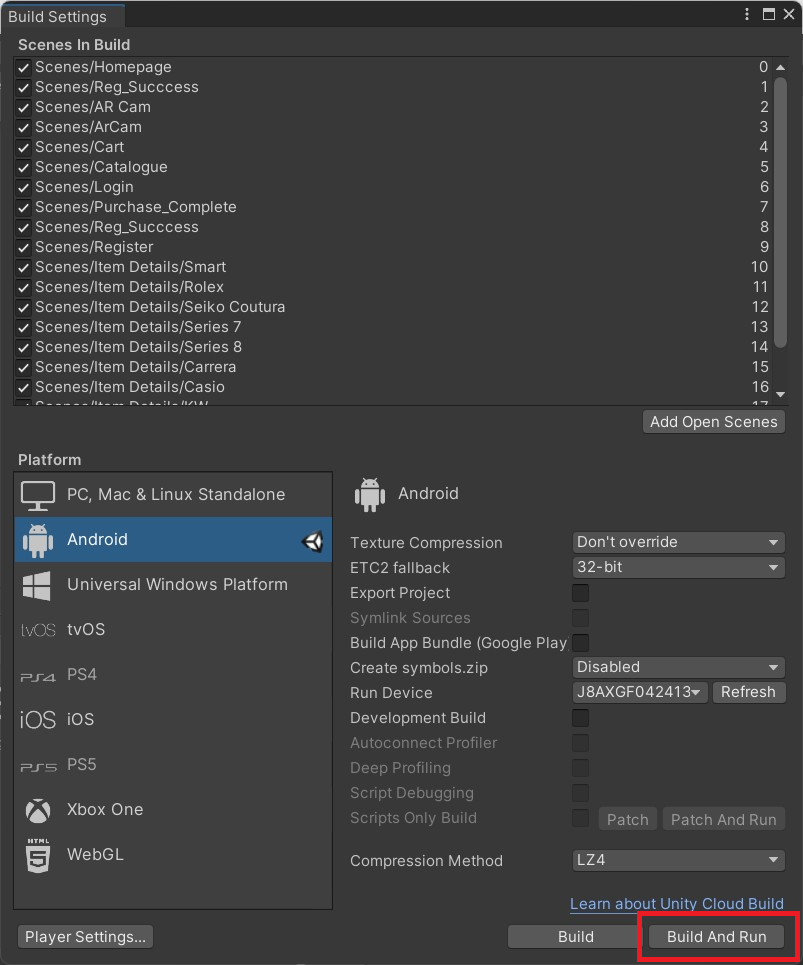 Build Settings
Scenes In Build
Scenes/Homepage 0
Scenes/Reg_Succcess 1
Scenes/AR Cam 2
Scenes/ArCam 3
Scenes/Cart 4
Scenes/Catalogue 5
Scenes/Login 6
Scenes/Purchase_Complete 7
Scenes/Reg_Succcess 8
Scenes/Register 9
Scenes/Item Details/Smart 10
Scenes/Item Details/Rolex 11
Scenes/Item Details/Seiko Coutura 12
Scenes/Item Details/Series 7 13
Scenes/Item Details/Series 8 14
Scenes/Item Details/Carrera 15
Scenes/Item Details/Casio 16
Scenes/Item Details/KW 17
Add Open Scenes
Platform
PC, Mac & Linux Standalone
Android
Universal Windows Platform
tvOS tvOS
PS4 PS4
iOS iOS
PS5 PS5
Xbox One
HTML 5 WebGL
Android
Texture Compression Don't override
ETC2 fallback 32-bit
Export Project
Symlink Sources
Build App Bundle (Google Play
Create symbols.zip Disabled
Run Device J8AXGF042413 Refresh
Development Build
Autoconnect Profiler
Deep Profiling
Script Debugging
Scripts Only Build Patch Patch And Run
Compression Method LZ4
Learn about Unity Cloud Build
Player Settings... Build Build And Run